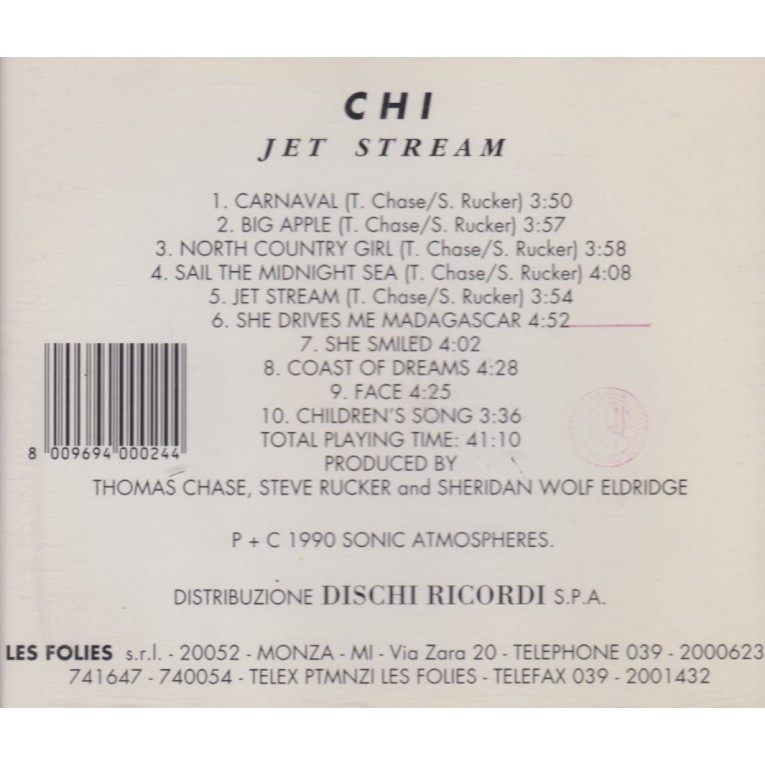 CHI
JET STREAM
1. CARNAVAL (T. Chase/S. Rucker) 3:50
2. BIG APPLE (T. Chase/S. Rucker) 3:57
3. NORTH COUNTRY GIRL (T. Chase/S. Rucker) 3:58
4. SAIL THE MIDNIGHT SEA (T. Chase/S. Rucker) 4:08
5. JET STREAM (T. Chase/S. Rucker) 3:54
6. SHE DRIVES ME MADAGASCAR 4:52
7. SHE SMILED 4:02
8. COAST OF DREAMS 4:28
9. FACE 4:25
10. CHILDREN'S SONG 3:36
TOTAL PLAYING TIME: 41:10
PRODUCED BY
THOMAS CHASE, STEVE RUCKER and SHERIDAN WOLF ELDRIDGE
8 009694 000244
P + C 1990 SONIC ATMOSPHERES.
DISTRIBUZIONE DISCHI RICORDI S.P.A.
LES FOLIES s.r.l. - 20052 - MONZA - MI - Via Zara 20 - TELEPHONE 039 - 2000623
741647 - 740054 - TELEX PTMNZI LES FOLIES - TELEFAX 039 - 2001432